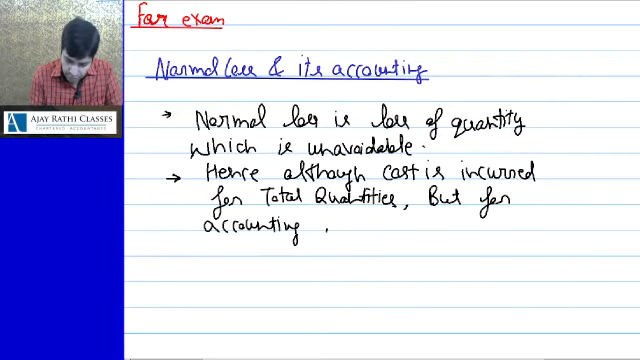 For exam
Normal loss & its accounting
AJAY RATHI CLASSES
CHARTERED ACCOUNTANTS
→ Normal loss is loss of quantity
which is unavoidable.
→ Hence although cost is incurred
for Total Quantities, But for
accounting ,